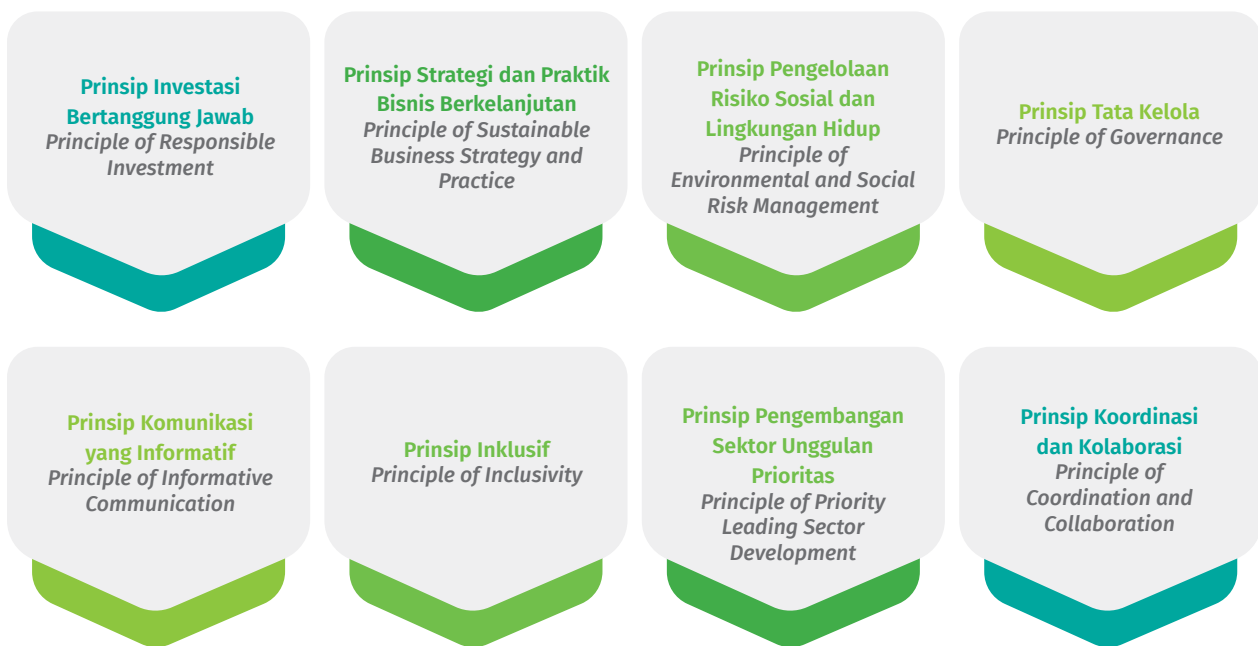 Prinsip Investasi
Bertanggung Jawab
Principle of Responsible
Investment
Prinsip Strategi dan Praktik
Bisnis Berkelanjutan
Principle of Sustainable
Business Strategy and
Practice
Prinsip Pengelolaan
Risiko Sosial dan
Lingkungan Hidup
Principle of
Environmental and Social
Risk Management
Prinsip Tata Kelola
Principle of Governance
Prinsip Komunikasi
yang Informatif
Principle of Informative
Communication
Prinsip Inklusif
Principle of Inclusivity
Prinsip Pengembangan
Sektor Unggulan
Prioritas
Principle of Priority
Leading Sector
Development
Prinsip Koordinasi
dan Kolaborasi
Principle of
Coordination and
Collaboration